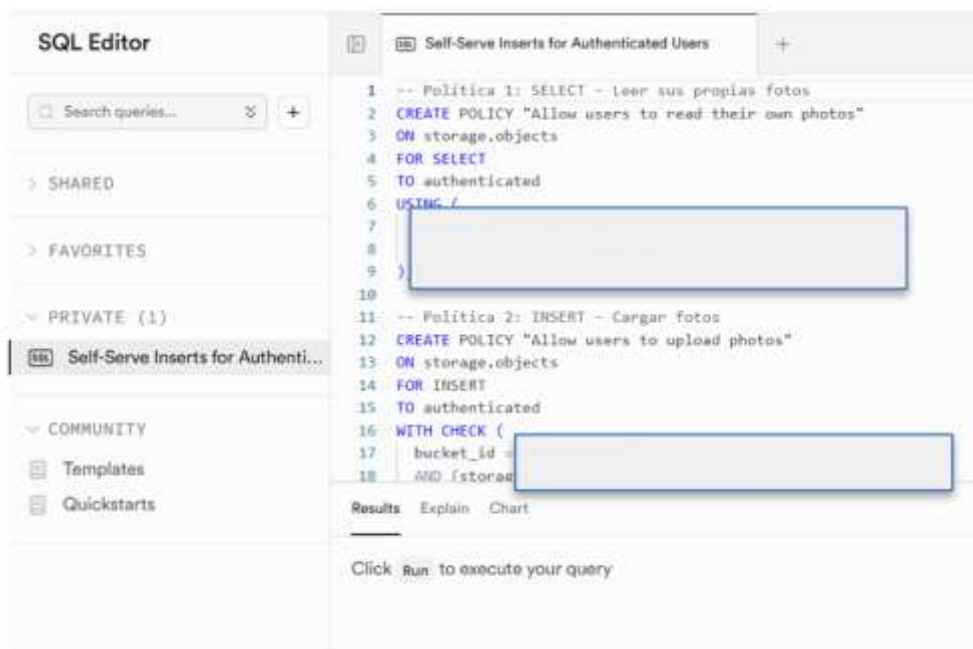 SQL Editor
Search queries...
SHARED
FAVORITES
PRIVATE (1)
Self-Serve Inserts for Authenti...
COMMUNITY
Templates
Quickstarts
Self-Serve Inserts for Authenticated Users
1 -- Política 1: SELECT - Leer sus propias fotos
2 CREATE POLICY "Allow users to read their own photos"
3 ON storage.objects
4 FOR SELECT
5 TO authenticated
6 USING (
7
8
9 )
10
11 -- Política 2: INSERT - Cargar fotos
12 CREATE POLICY "Allow users to upload photos"
13 ON storage.objects
14 FOR INSERT
15 TO authenticated
16 WITH CHECK (
17 bucket_id =
18 AND (storag
Results Explain Chart
Click Run to execute your query